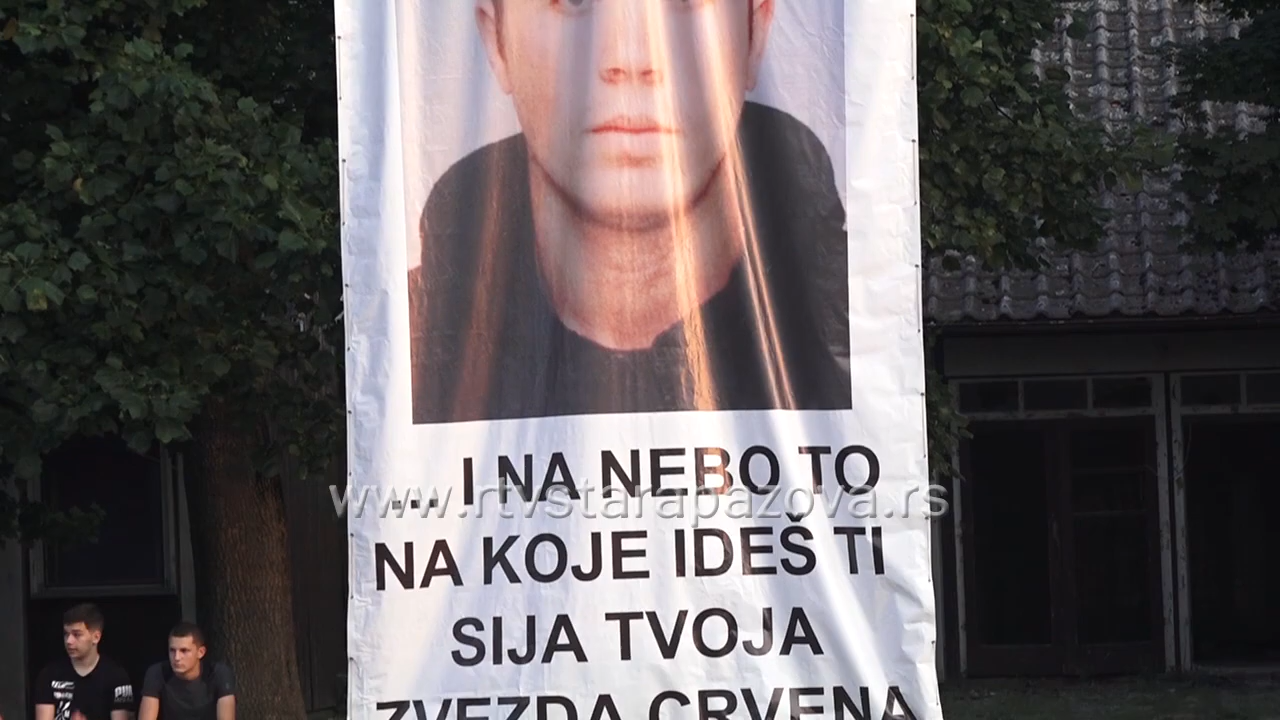 ... I NA NEBO TO
www.rtvstarapazova.rs
NA KOJE IDEŠ TI
SIJA TVOJA
ZVEZDA CRVENA